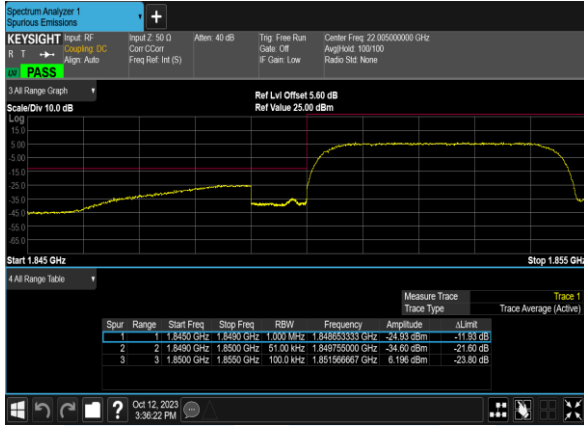 Spectrum Analyzer 1
Spurious Emissions
KEYSIGHT Input: RF Input Z: 50 Ω Atten: 40 dB Trig: Free Run Center Freq: 22.005000000 GHz
R T Coupling: DC Corr CCorr Gate: Off Avg|Hold: 100/100
Align: Auto Freq Ref: Int (S) IF Gain: Low Radio Std: None
PASS
3 All Range Graph
Ref Lvl Offset 5.60 dB
Scale/Div 10.0 dB Ref Value 25.00 dBm
Log
15.0
5.00
-5.00
-15.0
-25.0
-35.0
-45.0
-55.0
-65.0
Start 1.845 GHz Stop 1.855 GHz
4 All Range Table
Measure Trace Trace 1
Trace Type Trace Average (Active)
Spur Range Start Freq Stop Freq RBW Frequency Amplitude ΔLimit
1 1 1.8450 GHz 1.8490 GHz 1.000 MHz 1.848653333 GHz -24.93 dBm -11.93 dB
2 2 1.8490 GHz 1.8500 GHz 51.00 kHz 1.849755000 GHz -34.60 dBm -21.60 dB
3 3 1.8500 GHz 1.8550 GHz 100.0 kHz 1.851566667 GHz 6.196 dBm -23.80 dB
Oct 12, 2023
3:36:22 PM